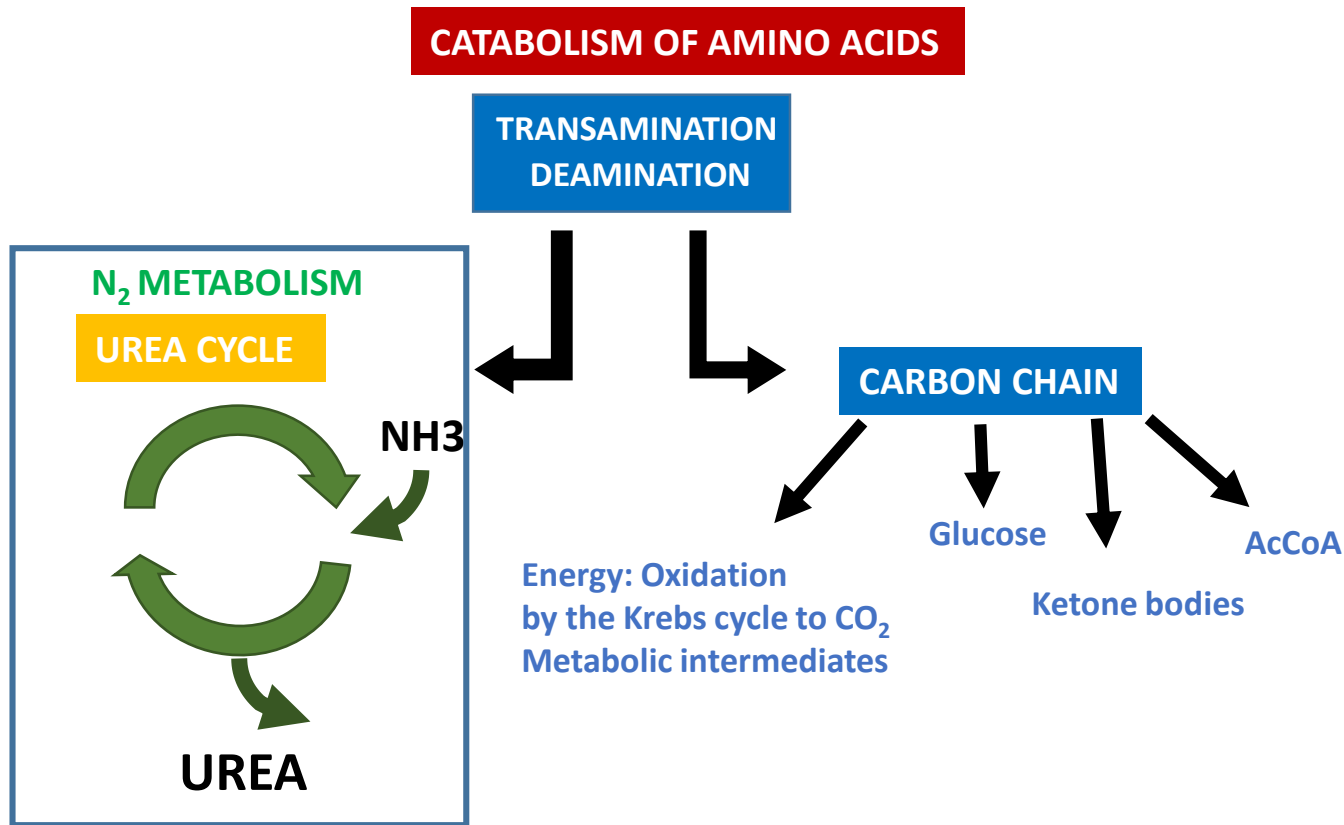 CATABOLISM OF AMINO ACIDS
TRANSAMINATION
DEAMINATION
N₂ METABOLISM
UREA CYCLE
NH3
UREA
CARBON CHAIN
Energy: Oxidation
by the Krebs cycle to CO₂
Metabolic intermediates
Glucose
Ketone bodies
AcCoA